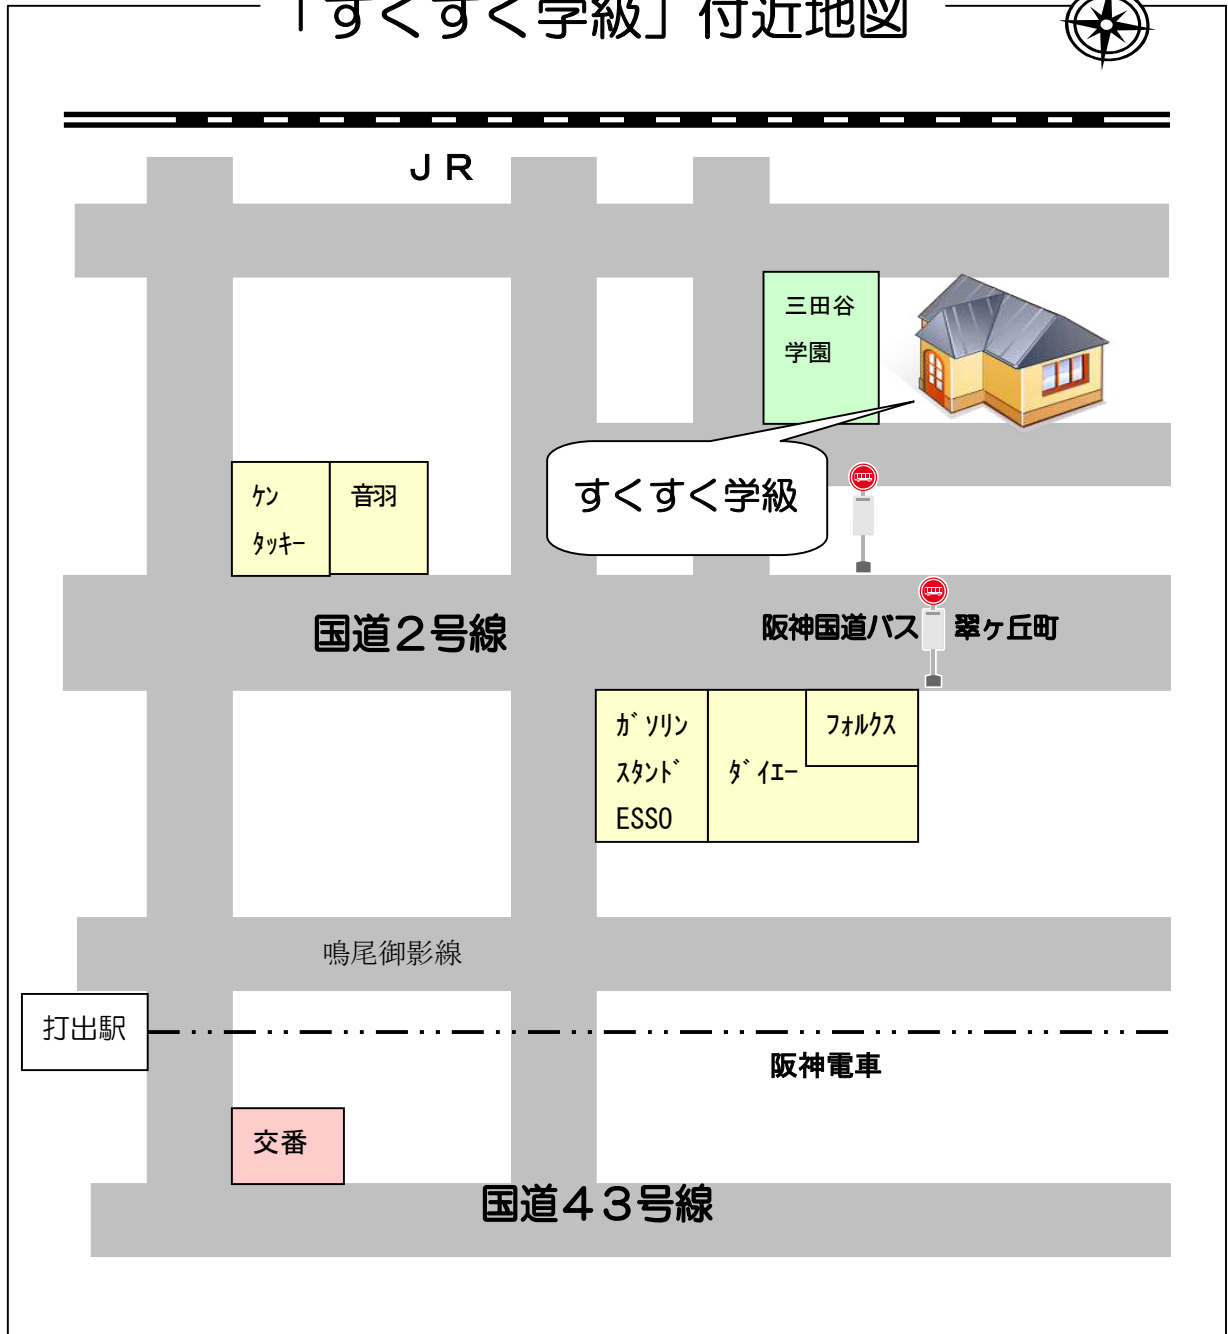 「すくすく学級」付近地図
ＪＲ
三田谷
学園
すくすく学級
ｹﾝ
ﾀｯｷｰ
音羽
国道２号線
阪神国道バス 翠ヶ丘町
ｶﾞｿﾘﾝ
ｽﾀﾝﾄﾞ
ESSO
ﾀﾞｲｴｰ
ﾌｫﾙｸｽ
鳴尾御影線
打出駅
阪神電車
交番
国道４３号線